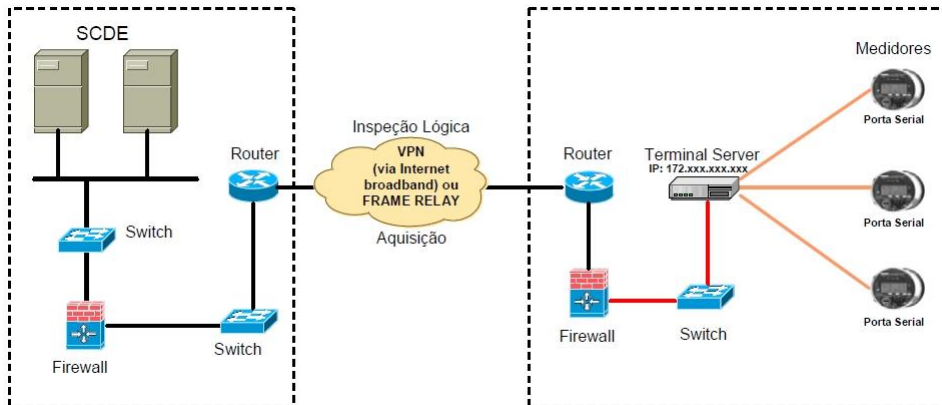 SCDE
Switch
Firewall
Switch
Router
Inspeção Lógica
VPN
(via Internet
broadband) ou
FRAME RELAY
Aquisição
Router
Firewall
Switch
Terminal Server
IP: 172.xxx.xxx.xxx
Medidores
Porta Serial
Porta Serial
Porta Serial